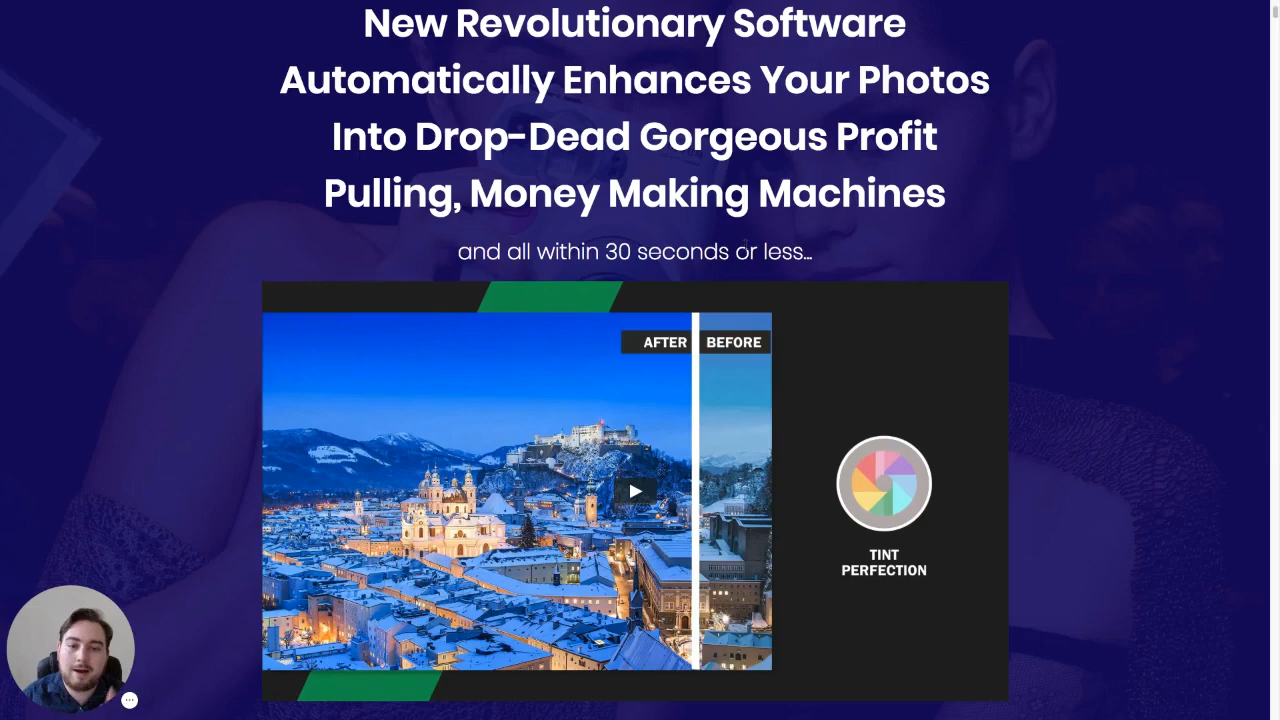 New Revolutionary Software
Automatically Enhances Your Photos
Into Drop-Dead Gorgeous Profit
Pulling, Money Making Machines
and all within 30 seconds or less...
AFTER BEFORE
TINT
PERFECTION